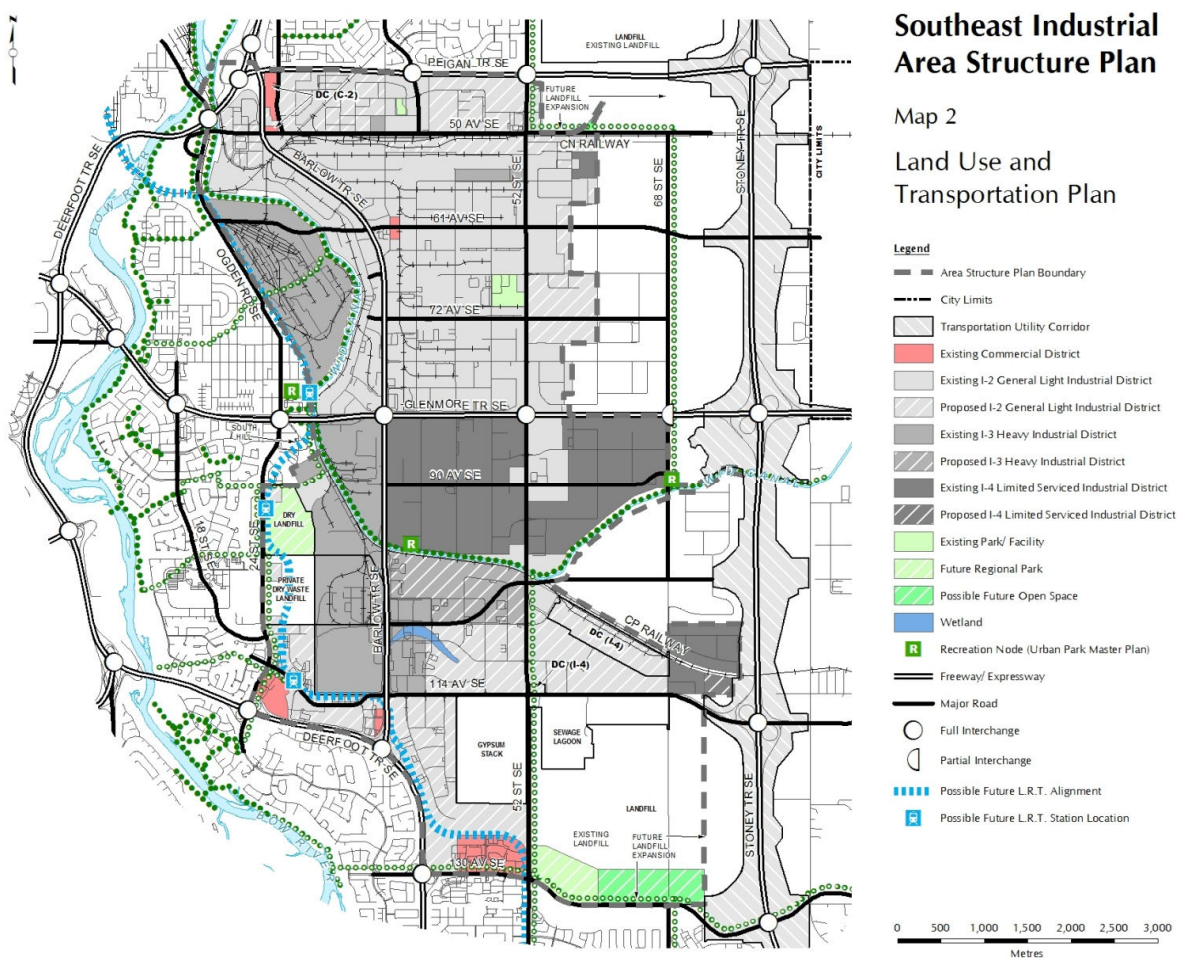 Southeast Industrial
Area Structure Plan
Map 2
Land Use and
Transportation Plan
Legend
Area Structure Plan Boundary
City Limits
Transportation Utility Corridor
Existing Commercial District
Existing I-2 General Light Industrial District
Proposed I-2 General Light Industrial District
Existing I-3 Heavy Industrial District
Proposed I-3 Heavy Industrial District
Existing I-4 Limited Serviced Industrial District
Proposed I-4 Limited Serviced Industrial District
Existing Park/ Facility
Future Regional Park
Possible Future Open Space
Wetland
R
Recreation Node (Urban Park Master Plan)
Freeway/ Expressway
Major Road
Full Interchange
Partial Interchange
Possible Future L.R.T. Alignment
Possible Future L.R.T. Station Location
0 500 1,000 2,000 2,500 3,000
Metres
LANDFILL
EXISTING LANDFILL
PEIGAN TR SE
DC (C-2)
FUTURE
LANDFILL
EXPANSION
50 AV SE
CN RAILWAY
CITY LIMITS
STONEY TR SE
BARLOW TR SE
52 ST SE
68 ST SE
DEERFOOT TR SE
BOW RIVER
61 AV SE
OGDEN RD SE
72 AV SE
R
GLENMORE TR SE
SOUTH
HILL
90 AV SE
R
DRY
LANDFILL
18 ST SE
24 ST SE
R
PRIVATE
DRY WASTE
LANDFILL
BARLOW TR SE
CP RAILWAY
DC (I-4)
DC (I-4)
114 AV SE
DEERFOOT TR SE
GYPSUM
STACK
SEWAGE
LAGOON
52 ST SE
LANDFILL
STONEY TR SE
EXISTING
LANDFILL
FUTURE
LANDFILL
EXPANSION
130 AV SE
BOW RIVER